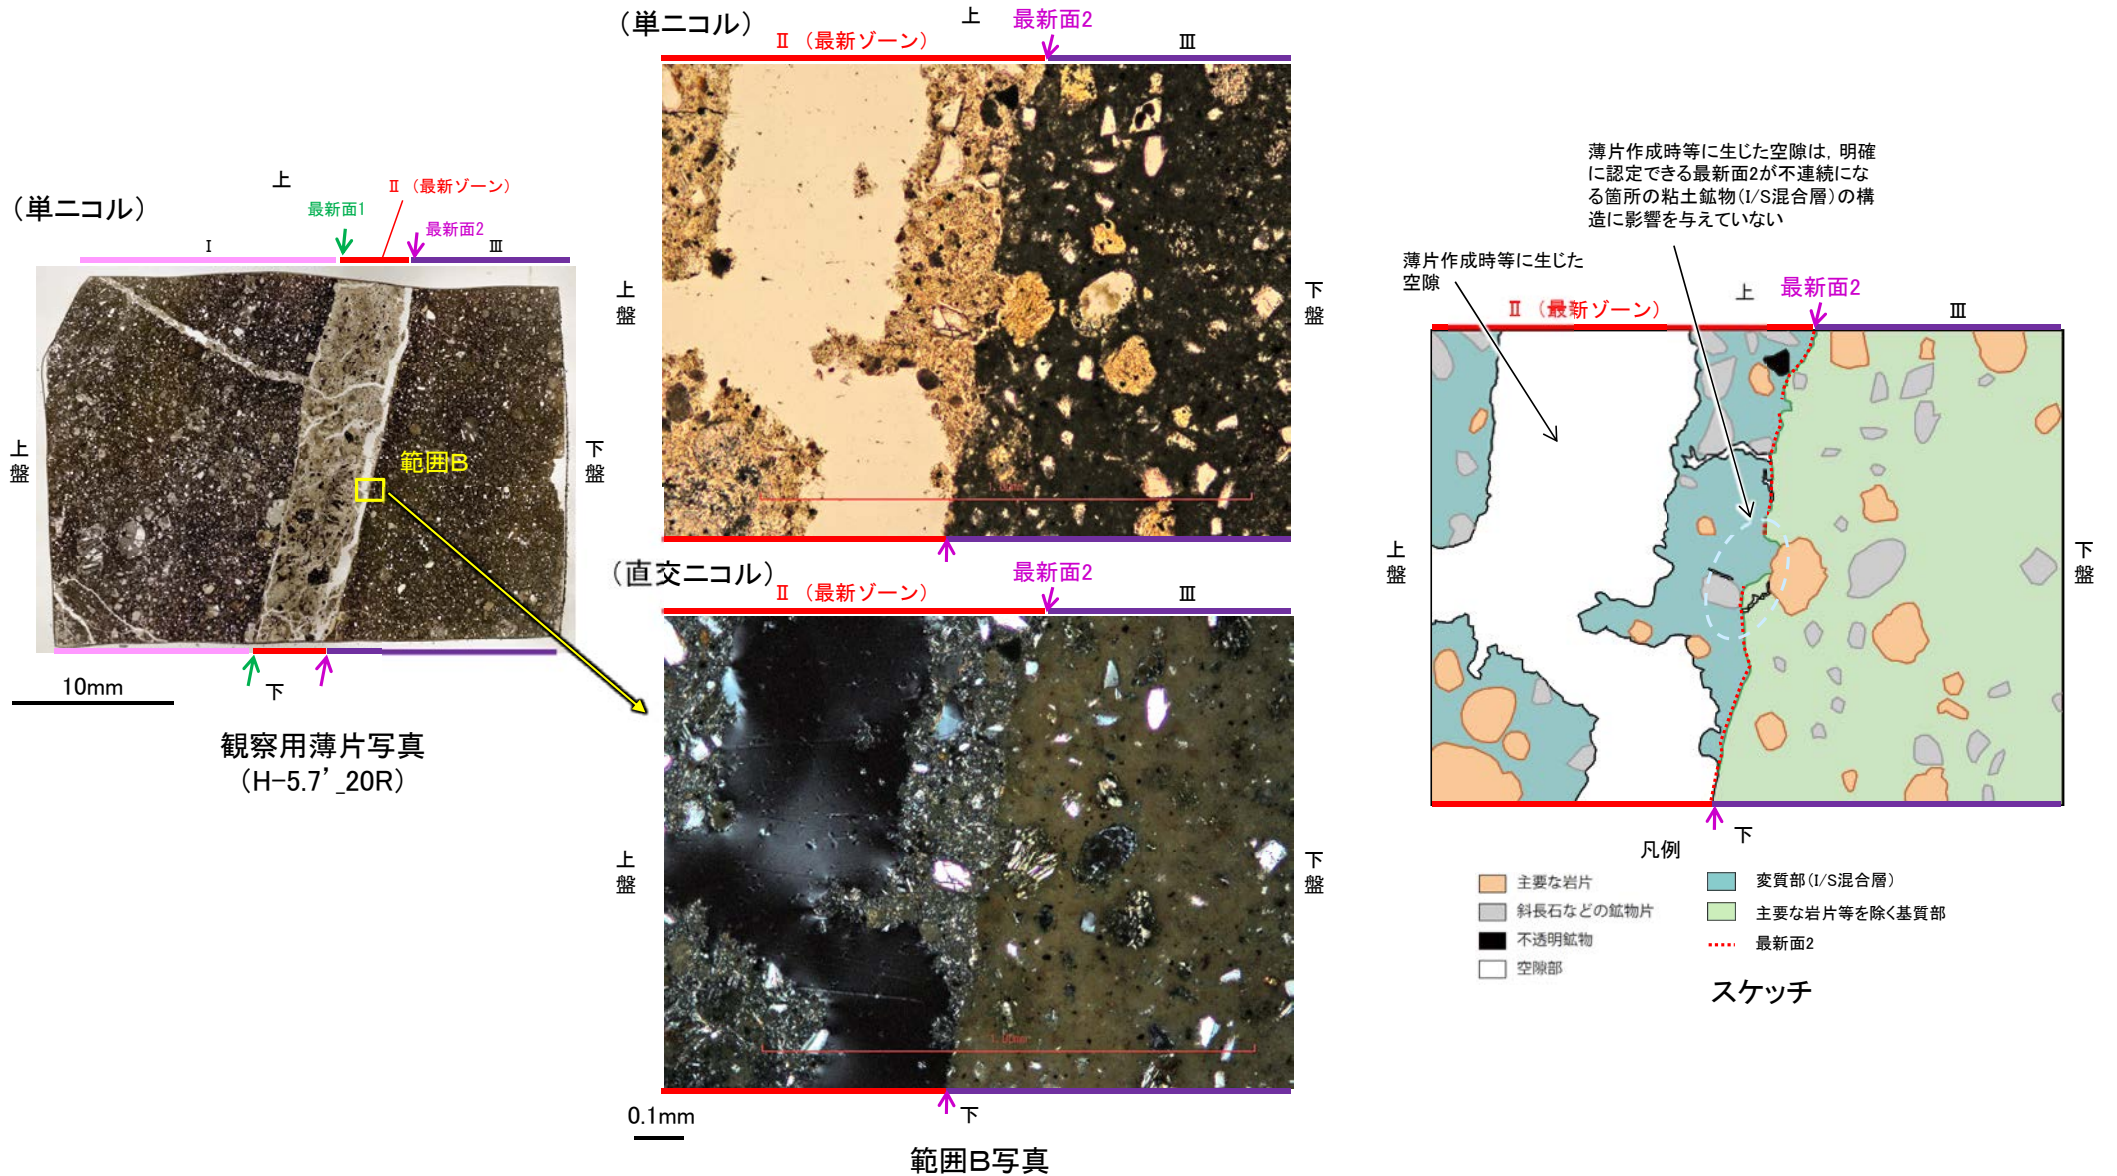 (単ニコル)
上
Ⅱ (最新ゾーン)
最新面1
最新面2
Ⅰ
Ⅲ
上盤
下盤
範囲B
下
10mm
観察用薄片写真
(H-5.7’_20R)
(単ニコル)
上
最新面2
Ⅱ (最新ゾーン)
Ⅲ
上盤
下盤
(直交ニコル)
最新面2
Ⅱ (最新ゾーン)
Ⅲ
上盤
下盤
下
0.1mm
範囲B写真
薄片作成時等に生じた空隙は, 明確
に認定できる最新面2が不連続にな
る箇所の粘土鉱物(I/S混合層)の構
造に影響を与えていない
薄片作成時等に生じた
空隙
上
最新面2
Ⅱ (最新ゾーン)
Ⅲ
上盤
下盤
下
凡例
主要な岩片
斜長石などの鉱物片
不透明鉱物
空隙部
変質部(I/S混合層)
主要な岩片等を除く基質部
最新面2
スケッチ